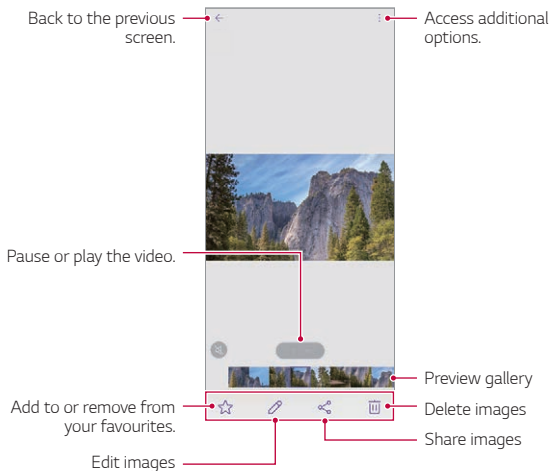 Back to the previous
screen.
Access additional
options.
Pause or play the video.
Preview gallery
Add to or remove from
your favourites.
Delete images
Share images
Edit images